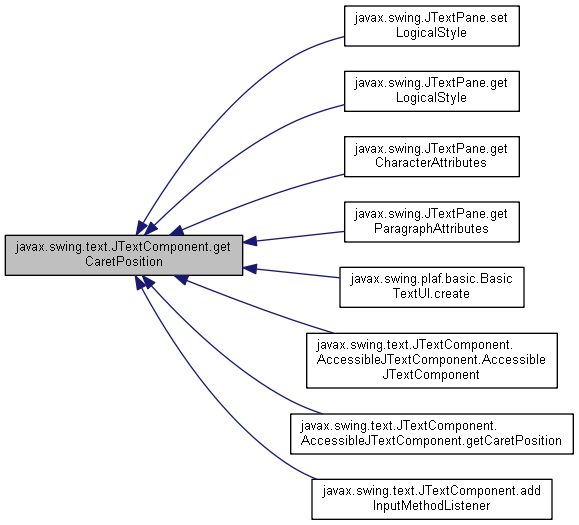 javax.swing.JTextPane.set
LogicalStyle
javax.swing.JTextPane.get
LogicalStyle
javax.swing.JTextPane.get
CharacterAttributes
javax.swing.JTextPane.get
ParagraphAttributes
javax.swing.text.JTextComponent.get
CaretPosition
javax.swing.plaf.basic.Basic
TextUI.create
javax.swing.text.JTextComponent.
AccessibleJTextComponent.Accessible
JTextComponent
javax.swing.text.JTextComponent.
AccessibleJTextComponent.getCaretPosition
javax.swing.text.JTextComponent.add
InputMethodListener